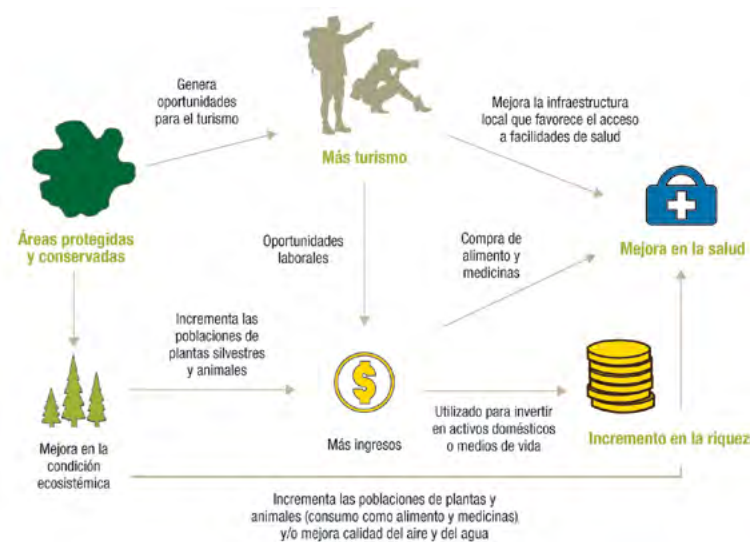 Genera
oportunidades
para el turismo
Más turismo
Mejora la infraestructura
local que favorece el acceso
a facilidades de salud
Áreas protegidas
y conservadas
Oportunidades
laborales
Compra de
alimento y
medicinas
Mejora en la salud
Incrementa las
poblaciones de
plantas silvestres
y animales
Mejora en la
condición
ecosistémica
$
Más ingresos
Utilizado para invertir
en activos domésticos
o medios de vida
Incremento en la riquez
Incrementa las poblaciones de plantas y
animales (consumo como alimento y medicinas)
y/o mejora calidad del aire y del agua